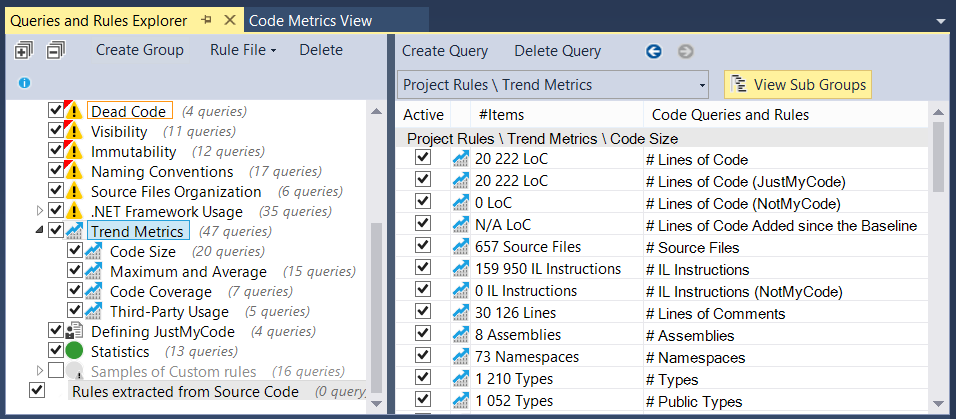 Queries and Rules Explorer
Code Metrics View
Create Group Rule File Delete
Dead Code (4 queries)
Visibility (11 queries)
Immutability (12 queries)
Naming Conventions (17 queries)
Source Files Organization (6 queries)
.NET Framework Usage (35 queries)
Trend Metrics (47 queries)
Code Size (20 queries)
Maximum and Average (15 queries)
Code Coverage (7 queries)
Third-Party Usage (5 queries)
Defining JustMyCode (4 queries)
Statistics (13 queries)
Samples of Custom rules (16 queries)
Rules extracted from Source Code (0 query)
Create Query Delete Query
Project Rules \ Trend Metrics
View Sub Groups
Active #Items Code Queries and Rules
Project Rules \ Trend Metrics \ Code Size
20 222 LoC # Lines of Code
20 222 LoC # Lines of Code (JustMyCode)
0 LoC # Lines of Code (NotMyCode)
N/A LoC # Lines of Code Added since the Baseline
657 Source Files # Source Files
159 950 IL Instructions # IL Instructions
0 IL Instructions # IL Instructions (NotMyCode)
30 126 Lines # Lines of Comments
8 Assemblies # Assemblies
73 Namespaces # Namespaces
1 210 Types # Types
1 052 Types # Public Types